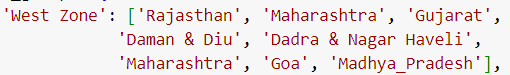 'West Zone': ['Rajasthan', 'Maharashtra', 'Gujarat',
'Daman & Diu', 'Dadra & Nagar Haveli',
'Maharashtra', 'Goa', 'Madhya_Pradesh'],